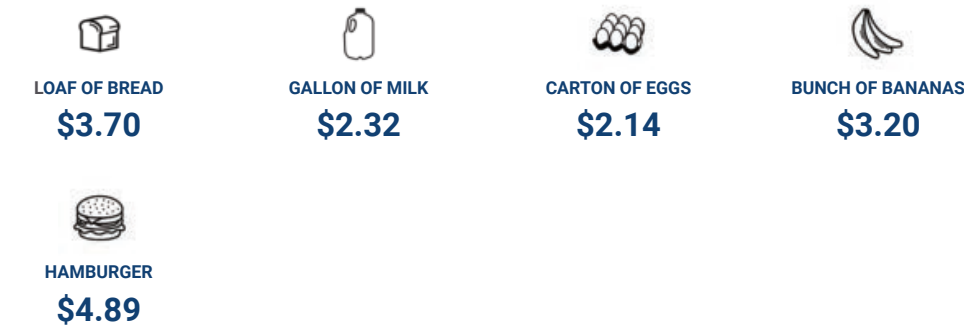 LOAF OF BREAD
$3.70
GALLON OF MILK
$2.32
CARTON OF EGGS
$2.14
BUNCH OF BANANAS
$3.20
HAMBURGER
$4.89